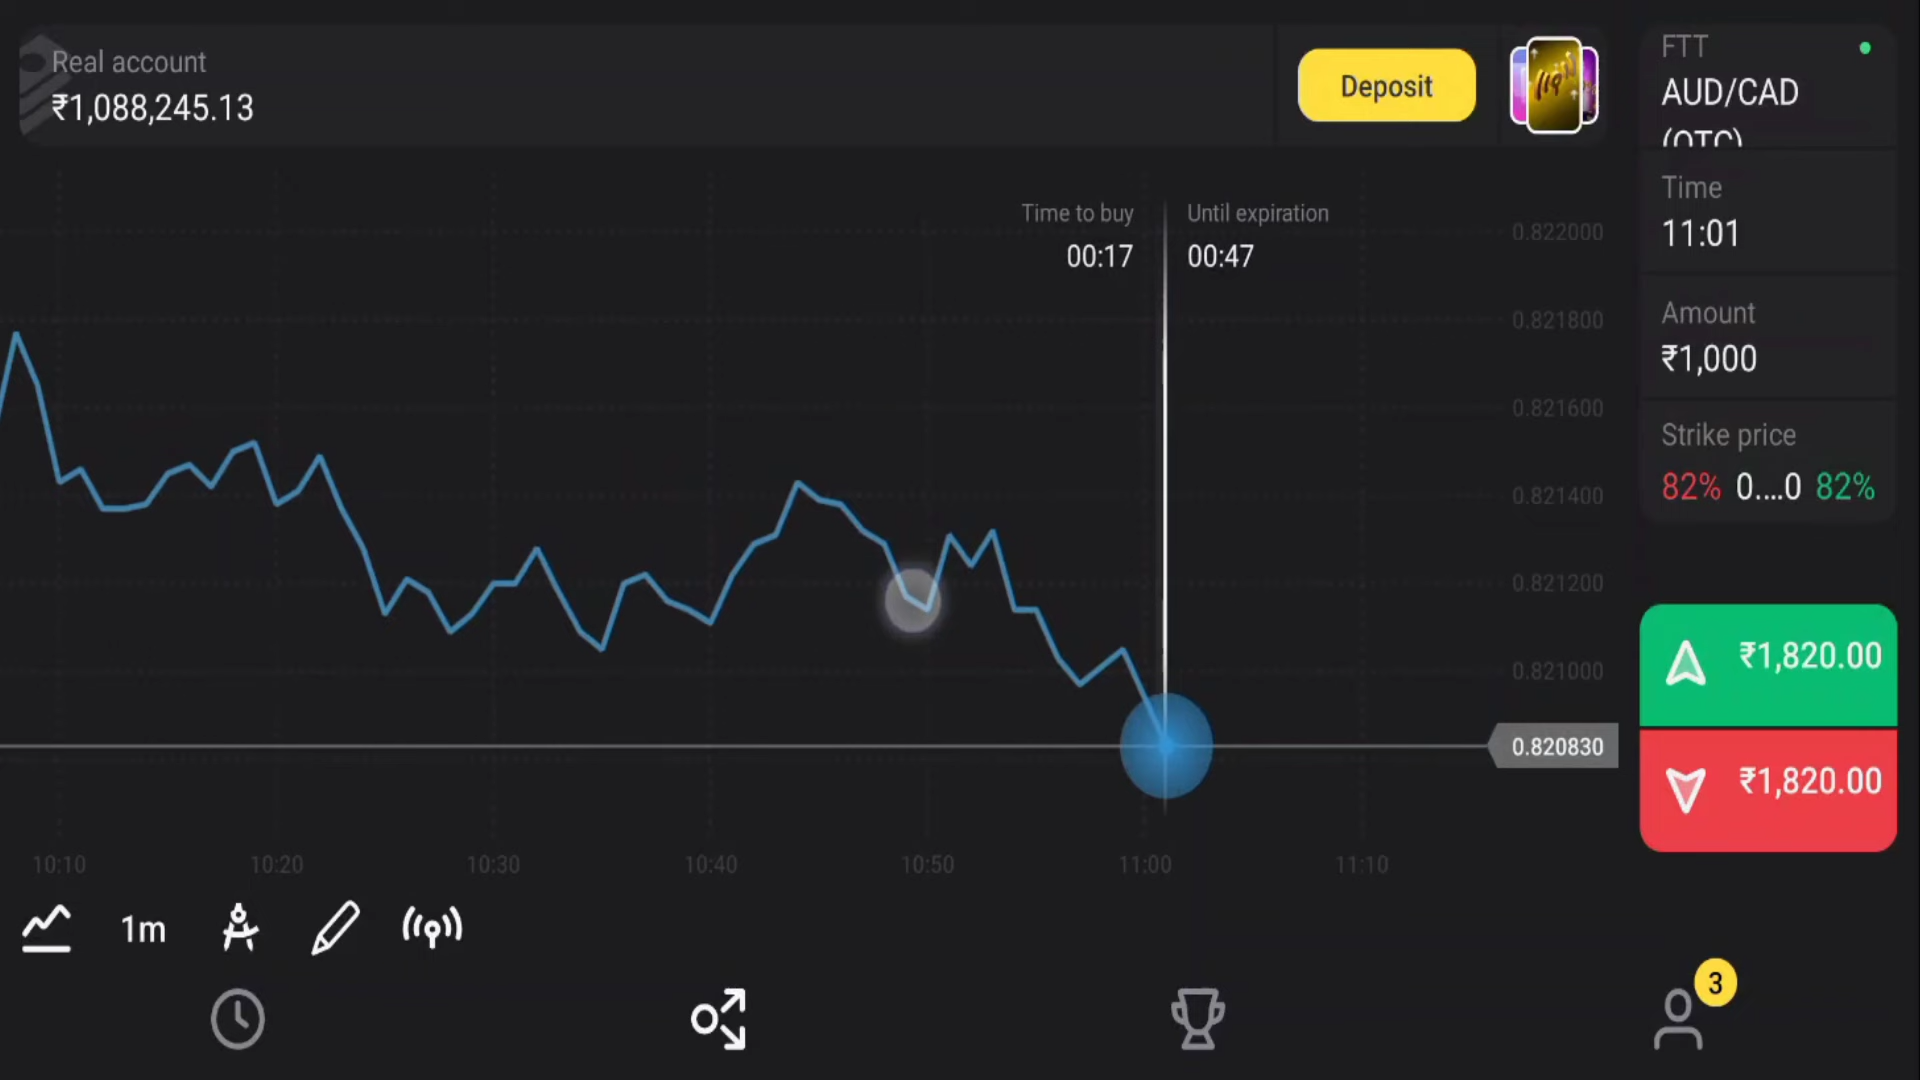 Real account
₹1,088,245.13
Deposit
FTT
AUD/CAD
(OTC)
Time
11:01
Amount
₹1,000
Strike price
82% 0....0 82%
Time to buy
00:17
Until expiration
00:47
0.822000
0.821800
0.821600
0.821400
0.821200
0.821000
0.820830
₹1,820.00
₹1,820.00
10:10
10:20
10:30
10:40
10:50
11:00
11:10
1m
3